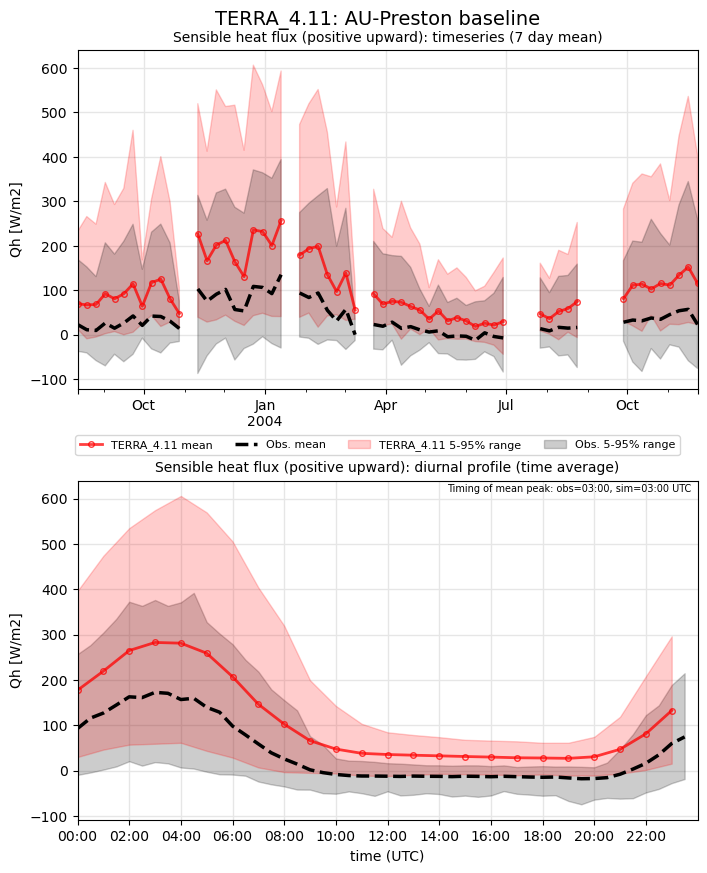 TERRA_4.11: AU-Preston baseline
Sensible heat flux (positive upward): timeseries (7 day mean)
600
500
400
300
200
100
0
−100
Qh [W/m2]
Oct
Jan
2004
Apr
Jul
Oct
TERRA_4.11 mean
Obs. mean
TERRA_4.11 5-95% range
Obs. 5-95% range
Sensible heat flux (positive upward): diurnal profile (time average)
Timing of mean peak: obs=03:00, sim=03:00 UTC
600
500
400
300
200
100
0
−100
Qh [W/m2]
00:00
02:00
04:00
06:00
08:00
10:00
12:00
14:00
16:00
18:00
20:00
22:00
time (UTC)